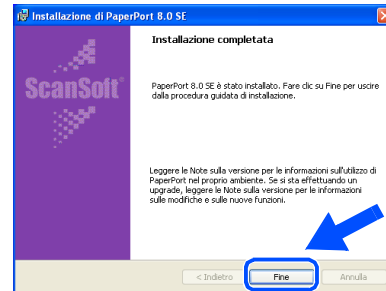 Installazione di PaperPort 8.0 SE
Installazione completata
ScanSoft
PaperPort 8.0 SE è stato installato. Fare clic su Fine per uscire
dalla procedura guidata di installazione.
Leggere le Note sulla versione per le informazioni sull'utilizzo di
PaperPort nel proprio ambiente. Se si sta effettuando un
upgrade, leggere le Note sulla versione per le informazioni
sulle modifiche e sulle nuove funzioni.
< Indietro
Fine
Annulla